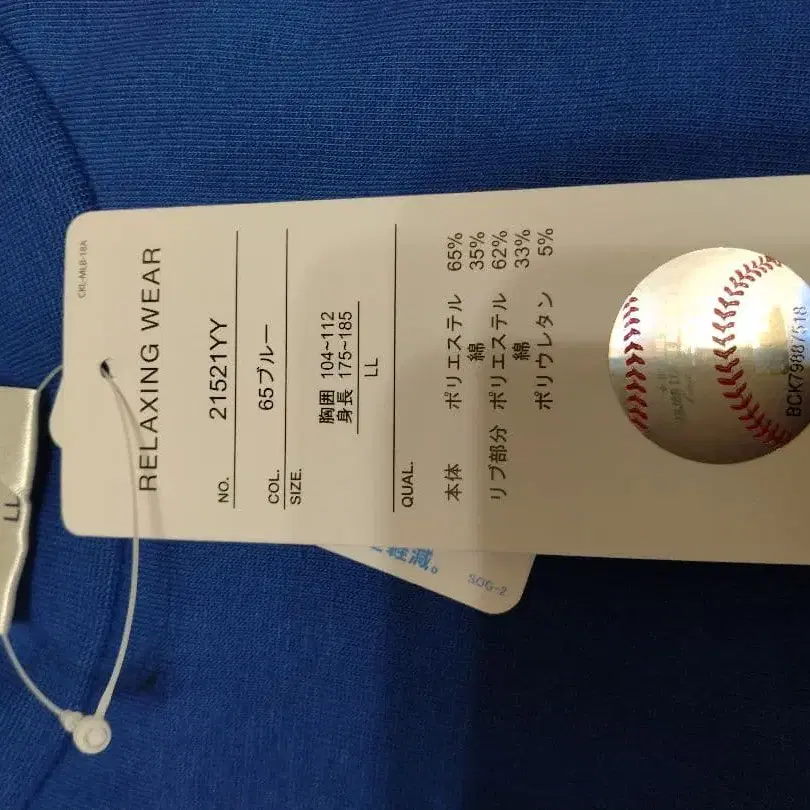 CKL-MLB-18A
RELAXING WEAR
NO. 21521YY
COL. 65ブルー
SIZE.
胸囲 104~112
身長 175~185
LL
QUAL.
本体 ポリエステル 65%
綿 35%
リブ部分 ポリエステル 62%
綿 33%
ポリウレタン 5%
BCK79887518
軽減。
SOG-2
LL